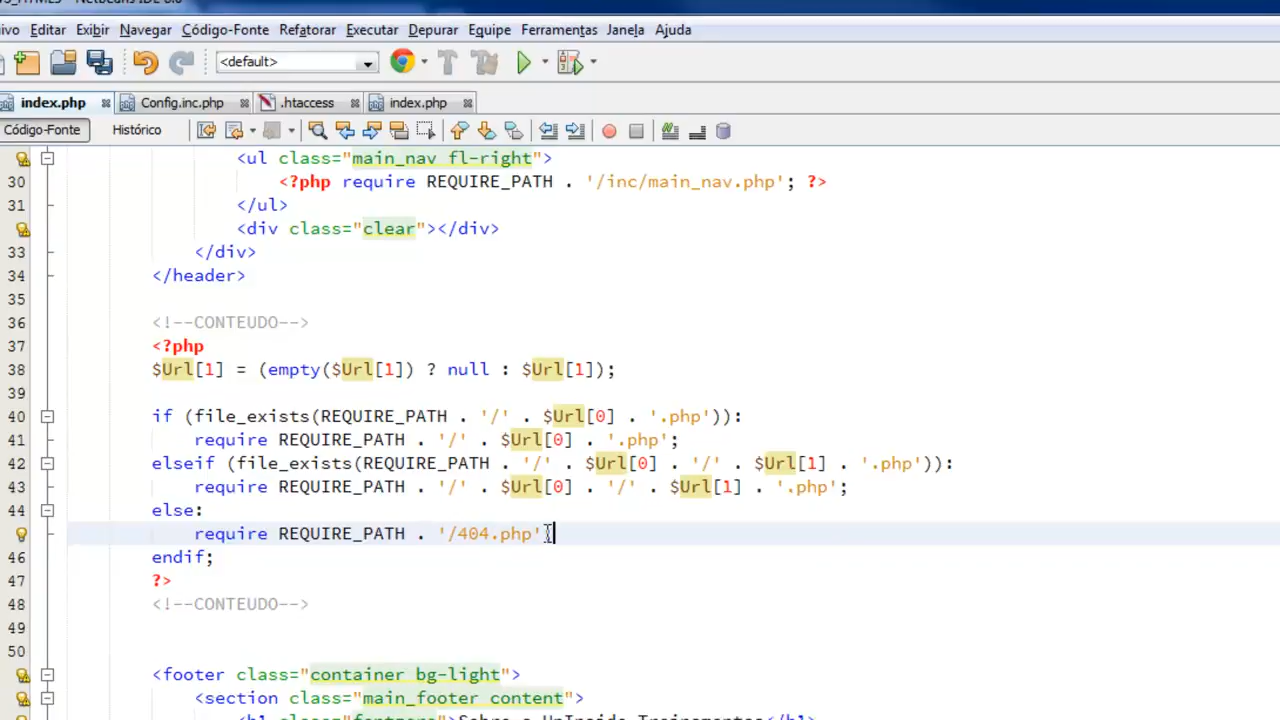 Editar Exibir Navegar Código-Fonte Refatorar Executar Depurar Equipe Ferramentas Janela Ajuda
<default>
index.php Config.inc.php .htaccess index.php
Código-Fonte Histórico
<ul class="main_nav fl-right">
30 <?php require REQUIRE_PATH . '/inc/main_nav.php'; ?>
31 </ul>
<div class="clear"></div>
33 </div>
34 </header>
35
36 <!--CONTEUDO-->
37 <?php
38 $Url[1] = (empty($Url[1]) ? null : $Url[1]);
39
40 if (file_exists(REQUIRE_PATH . '/' . $Url[0] . '.php')):
41 require REQUIRE_PATH . '/' . $Url[0] . '.php';
42 elseif (file_exists(REQUIRE_PATH . '/' . $Url[0] . '/' . $Url[1] . '.php')):
43 require REQUIRE_PATH . '/' . $Url[0] . '/' . $Url[1] . '.php';
44 else:
require REQUIRE_PATH . '/404.php'
46 endif;
47 ?>
48 <!--CONTEUDO-->
49
50
<footer class="container bg-light">
<section class="main_footer content">